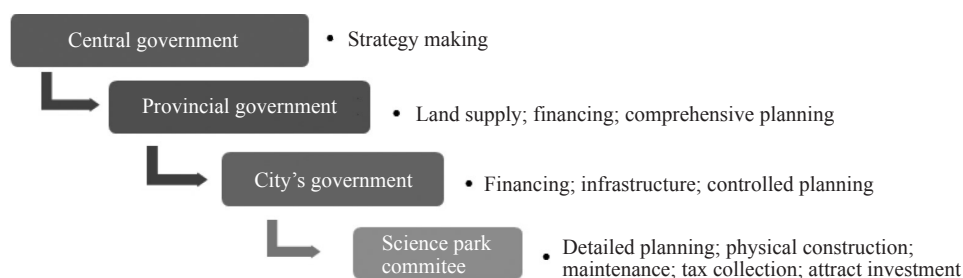 Central government
• Strategy making
Provincial government
• Land supply; financing; comprehensive planning
City's government
• Financing; infrastructure; controlled planning
Science park
commitee
• Detailed planning; physical construction;
maintenance; tax collection; attract investment